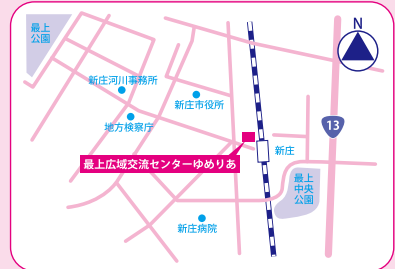 最上
公園
N
新庄河川事務所
新庄市役所
地方検察庁
13
最上広域交流センターゆめりあ
新庄
最上
中央
公園
新庄病院